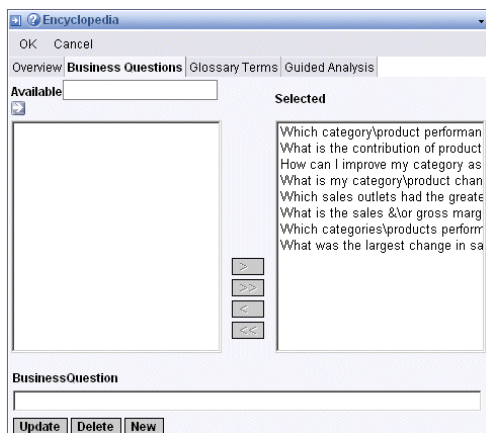 Encyclopedia
OK Cancel
Overview Business Questions Glossary Terms Guided Analysis
Available
Selected
Which category\product performan
What is the contribution of product
How can I improve my category as
What is my category\product chan
Which sales outlets had the greate
What is the sales &\or gross marg
Which categories\products perform
What was the largest change in sa
>
>>
<
<<
BusinessQuestion
Update Delete New